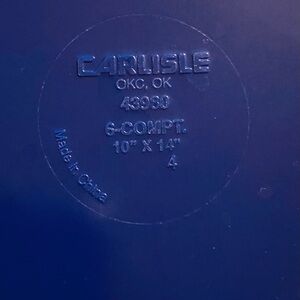 CARLISLE
OKC, OK
43980
6-COMPT.
10" X 14"
4
Made in China